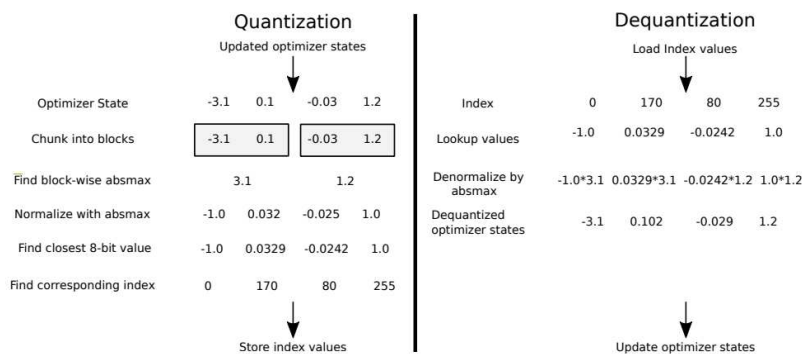 Quantization
Updated optimizer states
Optimizer State -3.1 0.1 -0.03 1.2
Chunk into blocks -3.1 0.1 -0.03 1.2
Find block-wise absmax 3.1 1.2
Normalize with absmax -1.0 0.032 -0.025 1.0
Find closest 8-bit value -1.0 0.0329 -0.0242 1.0
Find corresponding index 0 170 80 255
Store index values
Dequantization
Load Index values
Index 0 170 80 255
Lookup values -1.0 0.0329 -0.0242 1.0
Denormalize by
absmax
-1.0*3.1 0.0329*3.1 -0.0242*1.2 1.0*1.2
Dequantized
optimizer states
-3.1 0.102 -0.029 1.2
Update optimizer states